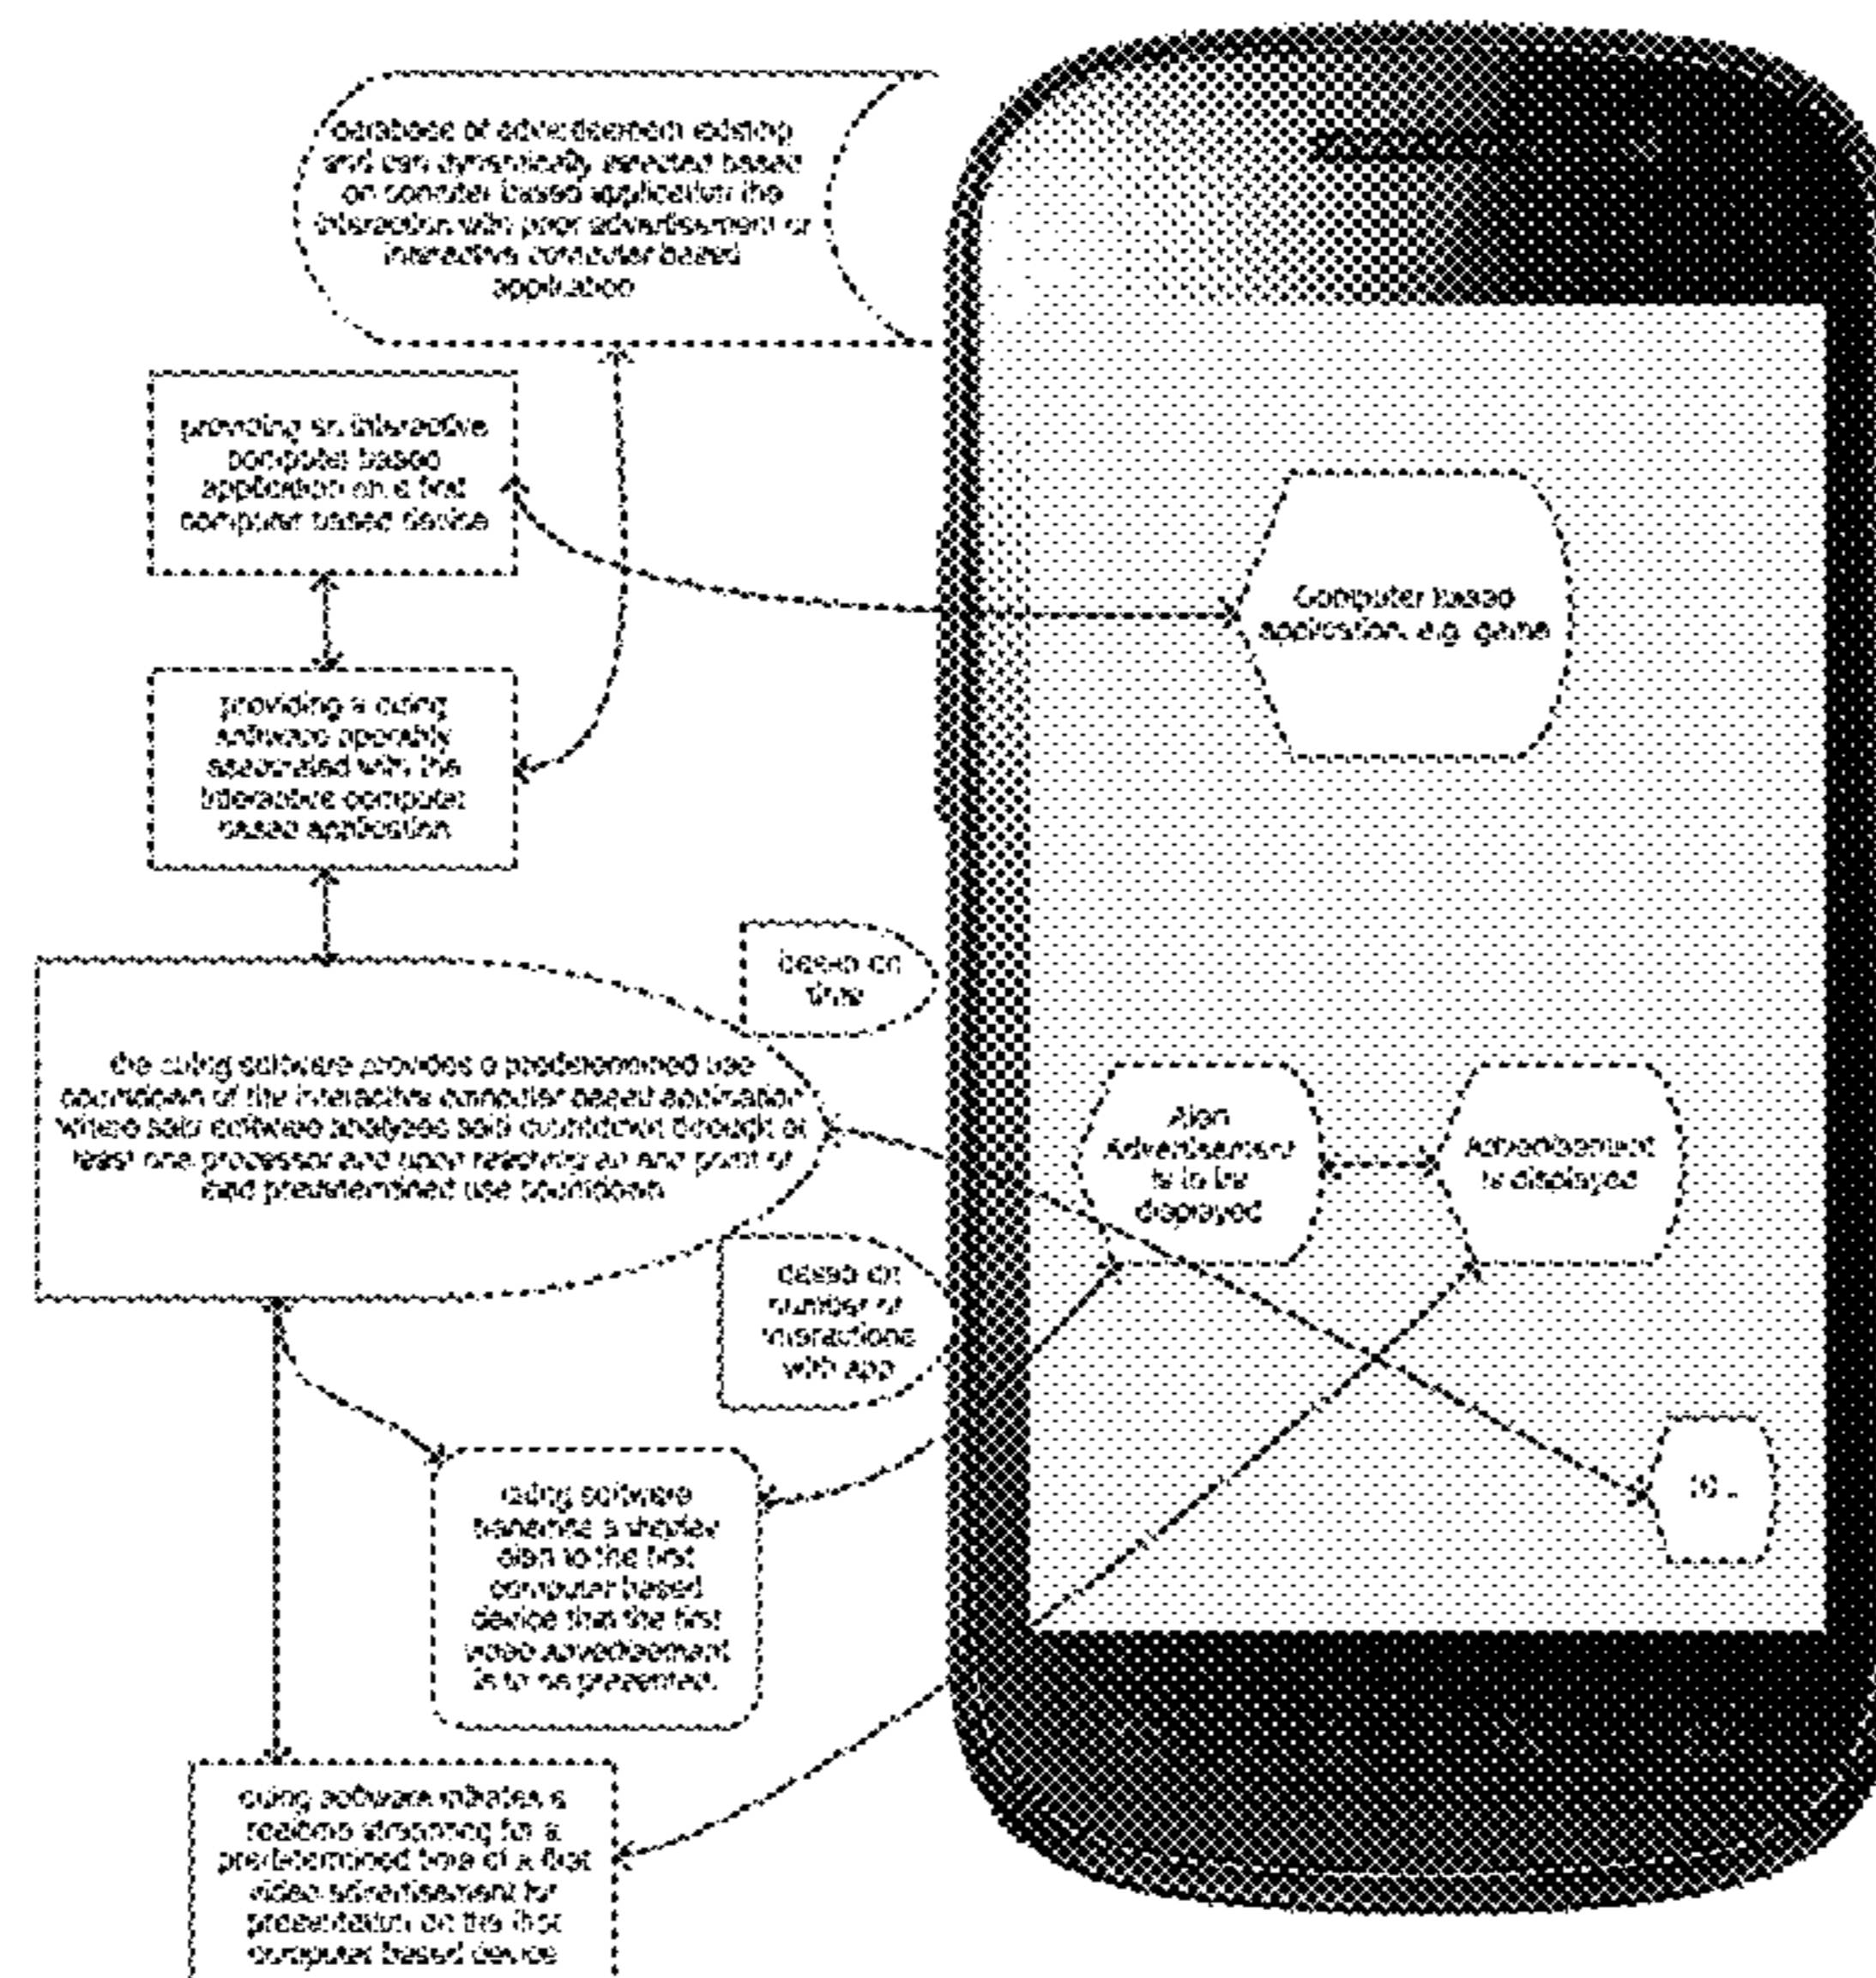 database of advertisement existing
and can dynamically selected based
on computer based application the
interaction with prior advertisement or
interactive computer based
application
providing an interactive
computer based
application on a first
computer based device
Computer based
application, e.g. game
providing a cuing
software operably
associated with the
interactive computer
based application
based on
time
the cuing software provides a predetermined use
countdown of the interactive computer based application
where said software analyzes said countdown through at
least one processor and upon reaching an end point of
said predetermined use countdown
Advertisement
is to be
displayed
Advertisement
is displayed
based on
number of
interactions
with app
10
cuing software
transmits a display
to the first
computer based
device that the first
video advertisement
is to be presented.
cuing software initiates a
realtime streaming for a
predetermined time of a first
video advertisement for
presentation on the first
computer based device